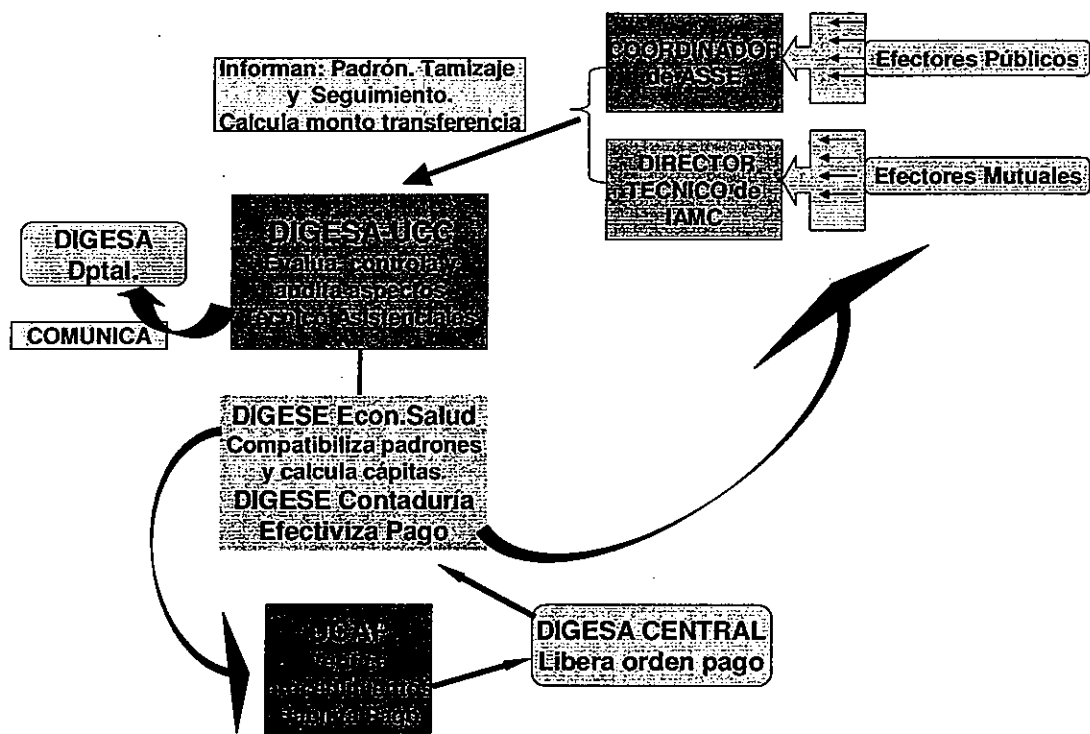 COORDINADOR
de ASSE
Efectores Públicos
Informan: Padrón. Tamizaje
y Seguimiento.
Calcula monto transferencia
DIRECTOR
TECNICO de
IAMC
Efectores Mutuales
DIGESA-UCC
Evalua, controla y
audita aspectos
Técnico Asistenciales
DIGESA
Dptal.
COMUNICA
DIGESE Econ.Salud
Compatibiliza padrones
y calcula cápitas
DIGESE Contaduría
Efectiviza Pago
Pago
DIGESA CENTRAL
Libera orden pago